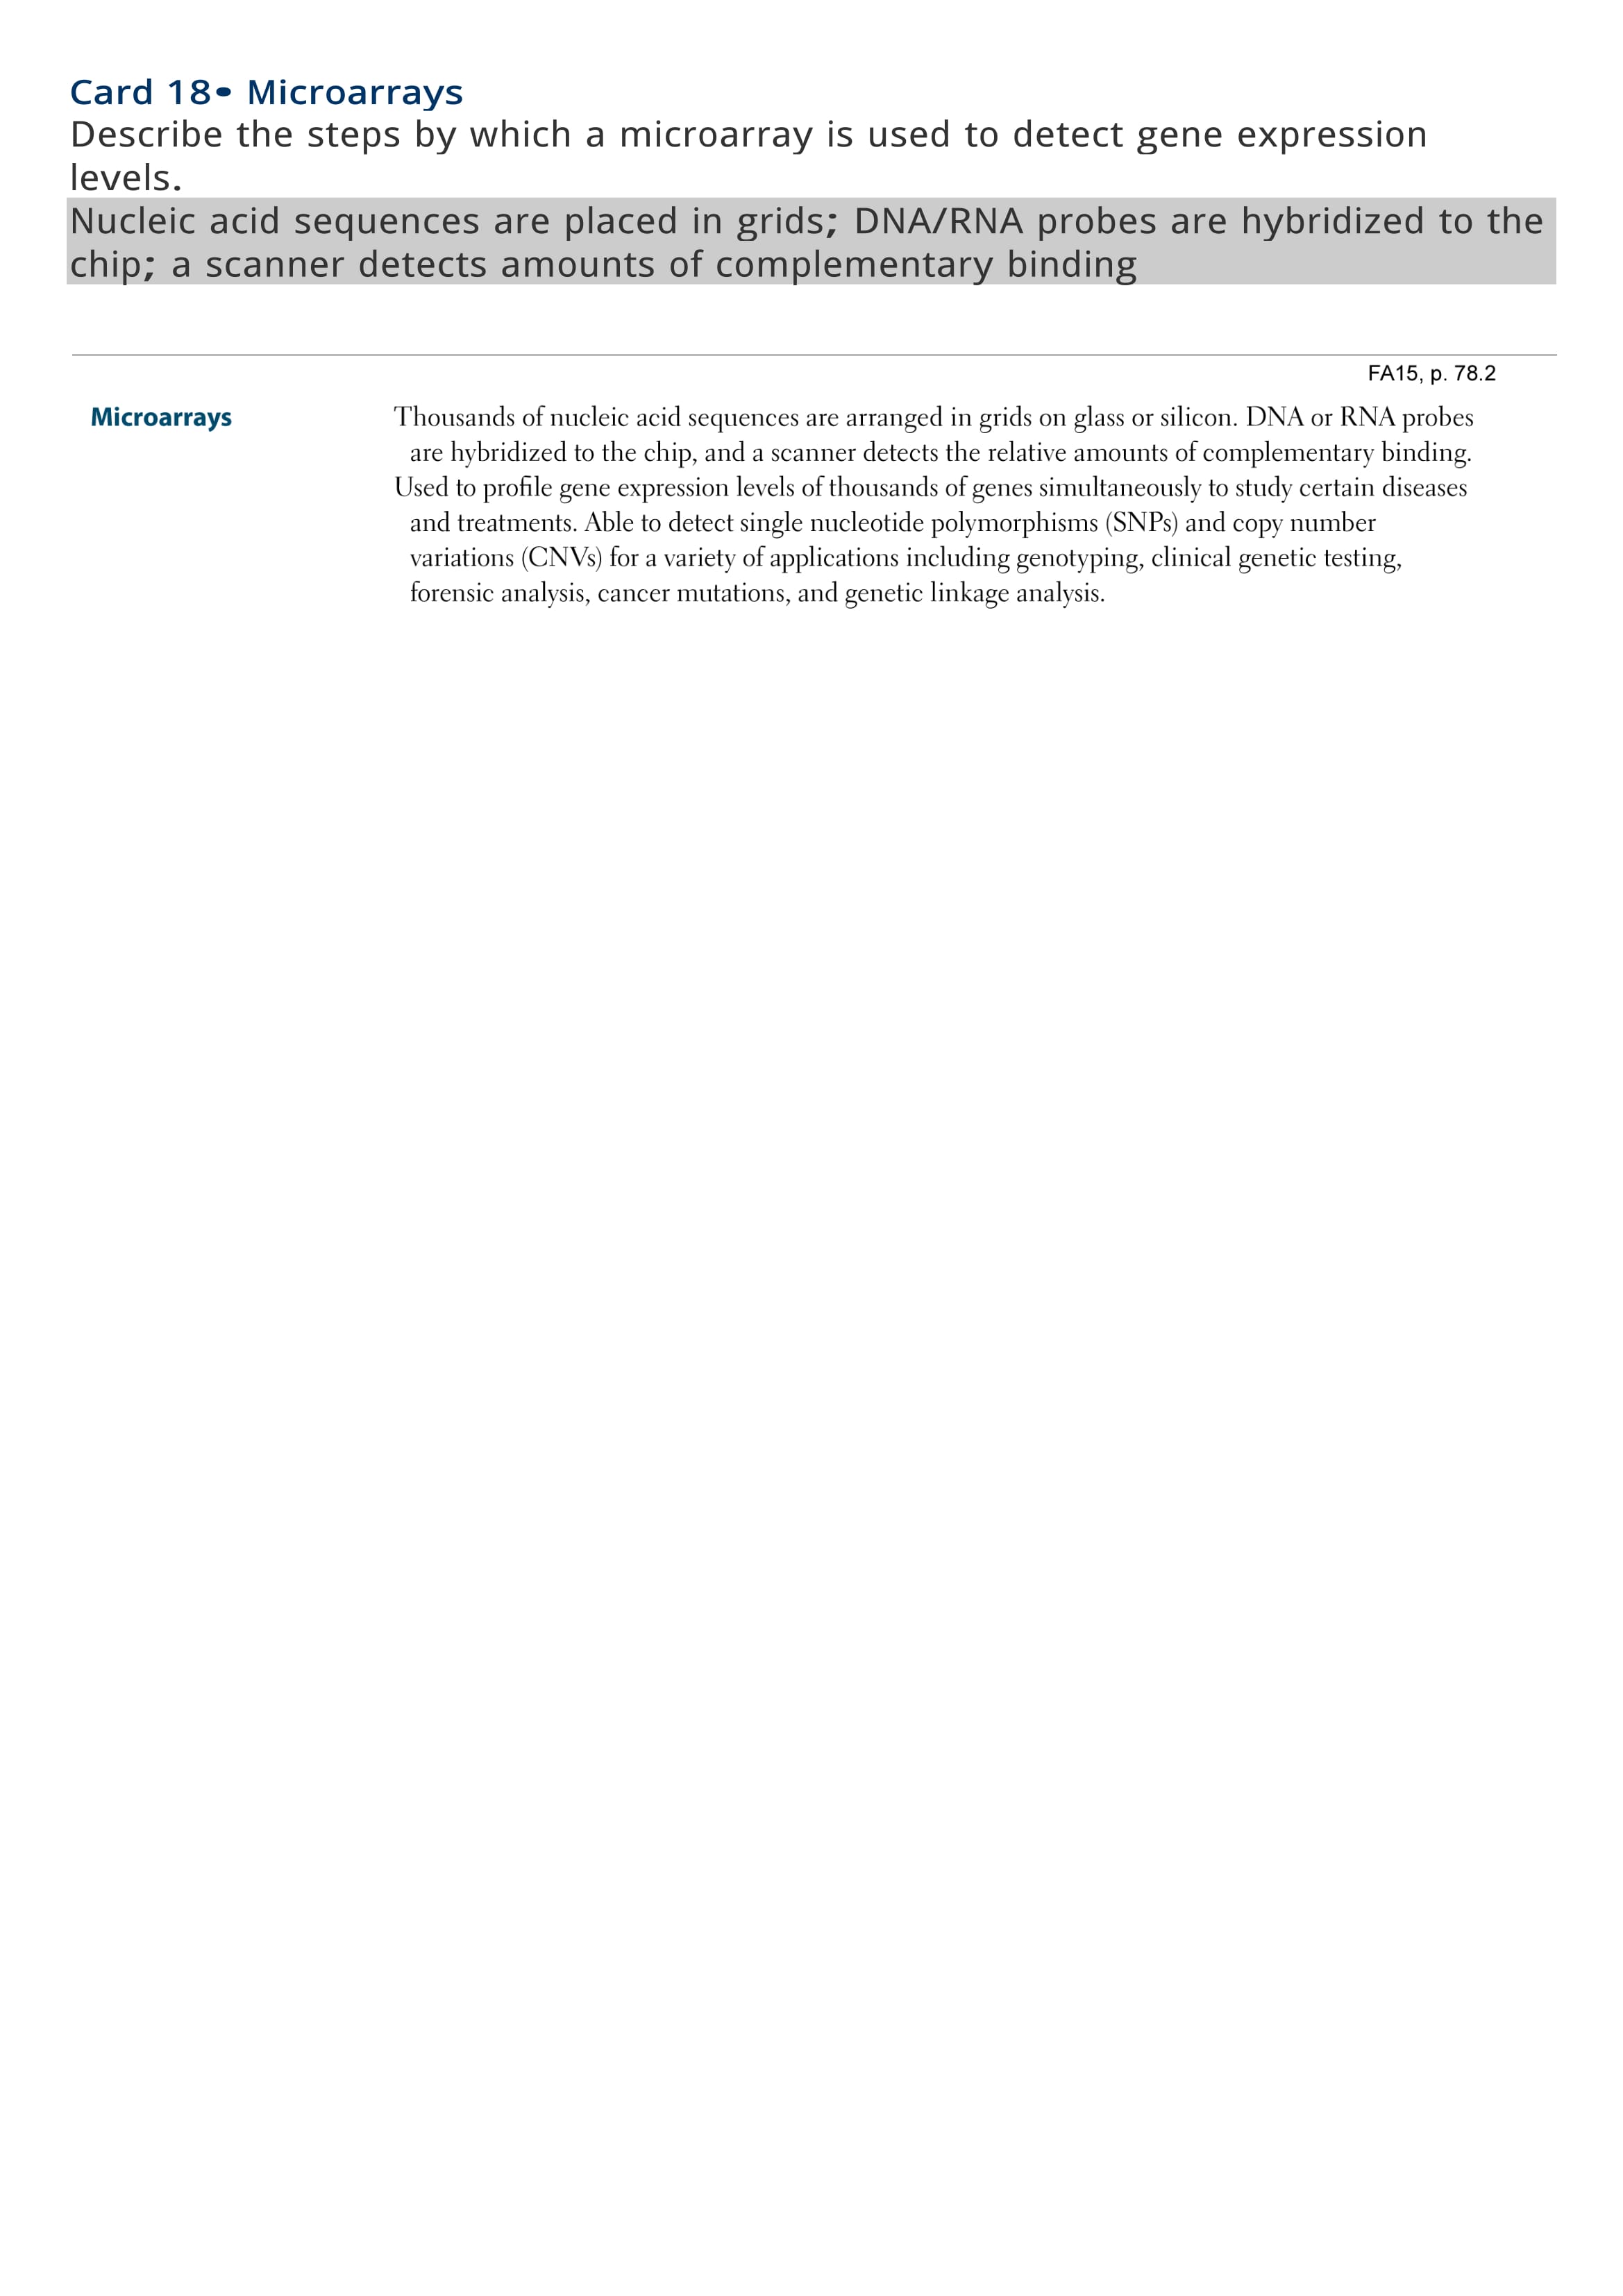 Card 18• Microarrays
Describe the steps by which a microarray is used to detect gene expression
levels.
Nucleic acid sequences are placed in grids; DNA/RNA probes are hybridized to the
chip; a scanner detects amounts of complementary binding
FA15, p. 78.2
Microarrays
Thousands of nucleic acid sequences are arranged in grids on glass or silicon. DNA or RNA probes
are hybridized to the chip, and a scanner detects the relative amounts of complementary binding.
Used to profile gene expression levels of thousands of genes simultaneously to study certain diseases
and treatments. Able to detect single nucleotide polymorphisms (SNPs) and copy number
variations (CNVs) for a variety of applications including genotyping, clinical genetic testing,
forensic analysis, cancer mutations, and genetic linkage analysis.